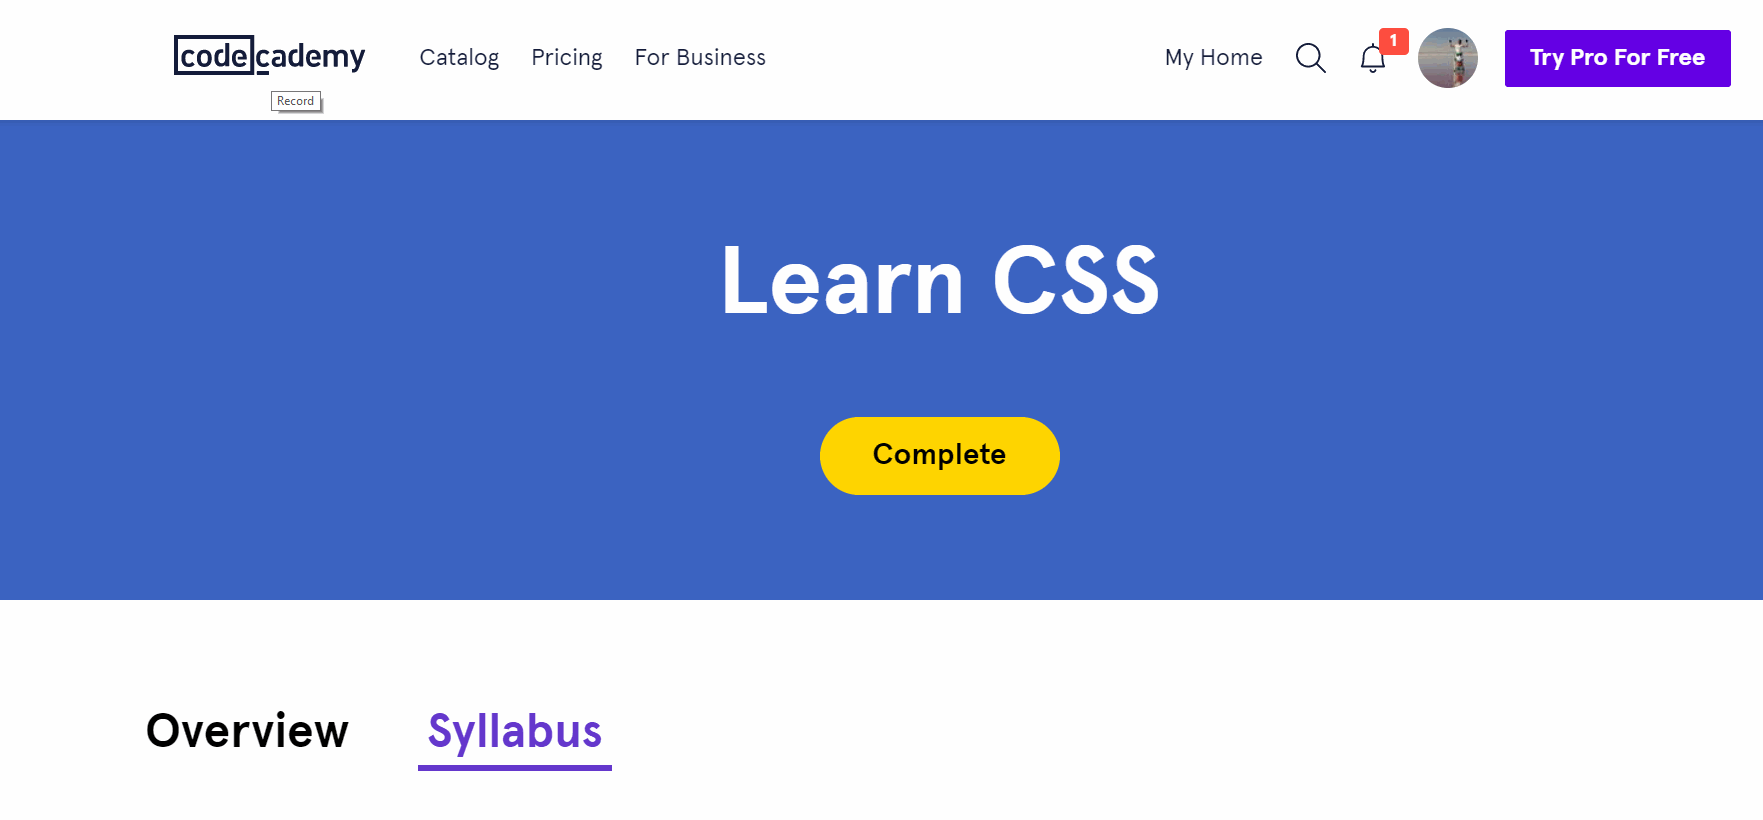 codecademy Catalog Pricing For Business My Home 1 Try Pro For Free
Record
Learn CSS
Complete
Overview Syllabus